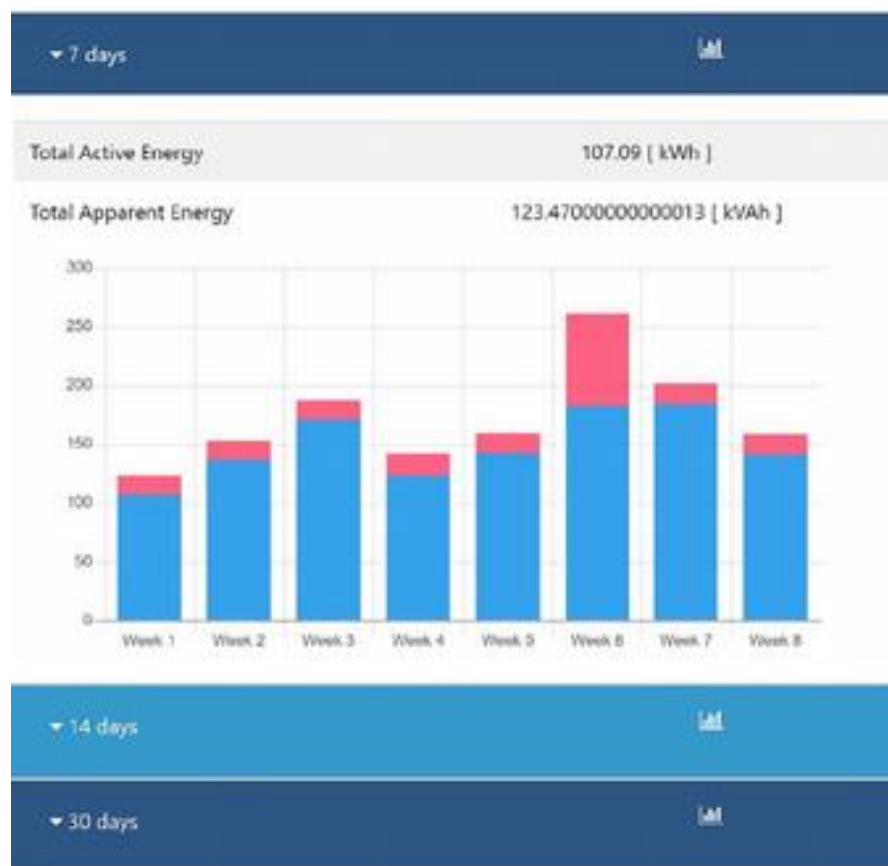 7 days
Total Active Energy 107.09 [ kWh ]
Total Apparent Energy 123.47000000000013 [ kVAh ]
300
250
200
150
100
50
0
Week 1 Week 2 Week 3 Week 4 Week 5 Week 6 Week 7 Week 8
14 days
30 days